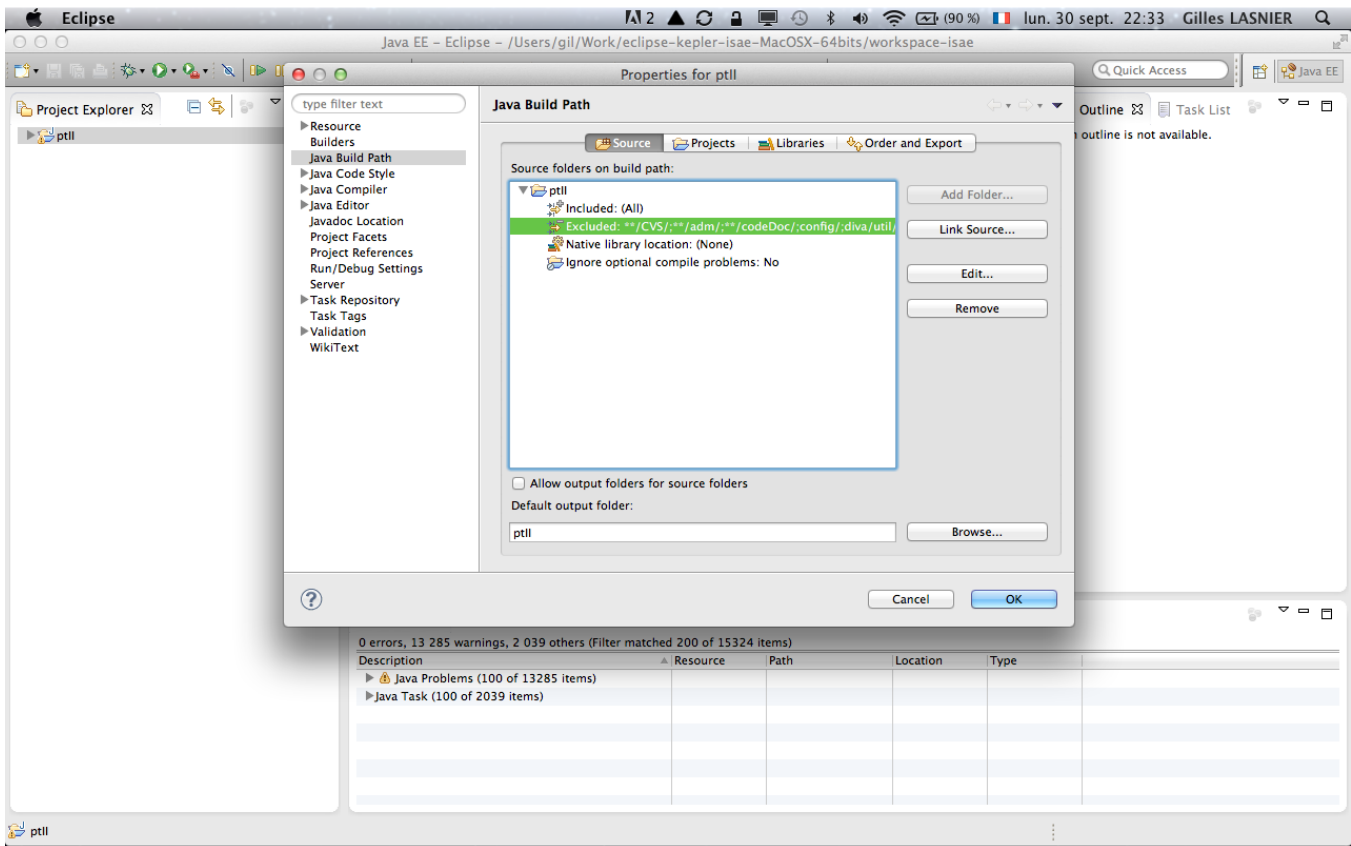 Eclipse
2
(90 %)
lun. 30 sept. 22:33
Gilles LASNIER
Java EE – Eclipse – /Users/gil/Work/eclipse-kepler-isae-MacOSX-64bits/workspace-isae
Quick Access
Java EE
Project Explorer
ptII
Properties for ptII
type filter text
Resource
Builders
Java Build Path
Java Code Style
Java Compiler
Java Editor
Javadoc Location
Project Facets
Project References
Run/Debug Settings
Server
Task Repository
Task Tags
Validation
WikiText
Java Build Path
Source
Projects
Libraries
Order and Export
Source folders on build path:
ptII
Included: (All)
Excluded: **/CVS/;**/adm/;**/codeDoc/;config/;diva/util/
Native library location: (None)
Ignore optional compile problems: No
Add Folder...
Link Source...
Edit...
Remove
Allow output folders for source folders
Default output folder:
ptII
Browse...
Cancel
OK
Outline
Task List
outline is not available.
0 errors, 13 285 warnings, 2 039 others (Filter matched 200 of 15324 items)
Description
Resource
Path
Location
Type
Java Problems (100 of 13285 items)
Java Task (100 of 2039 items)
ptII